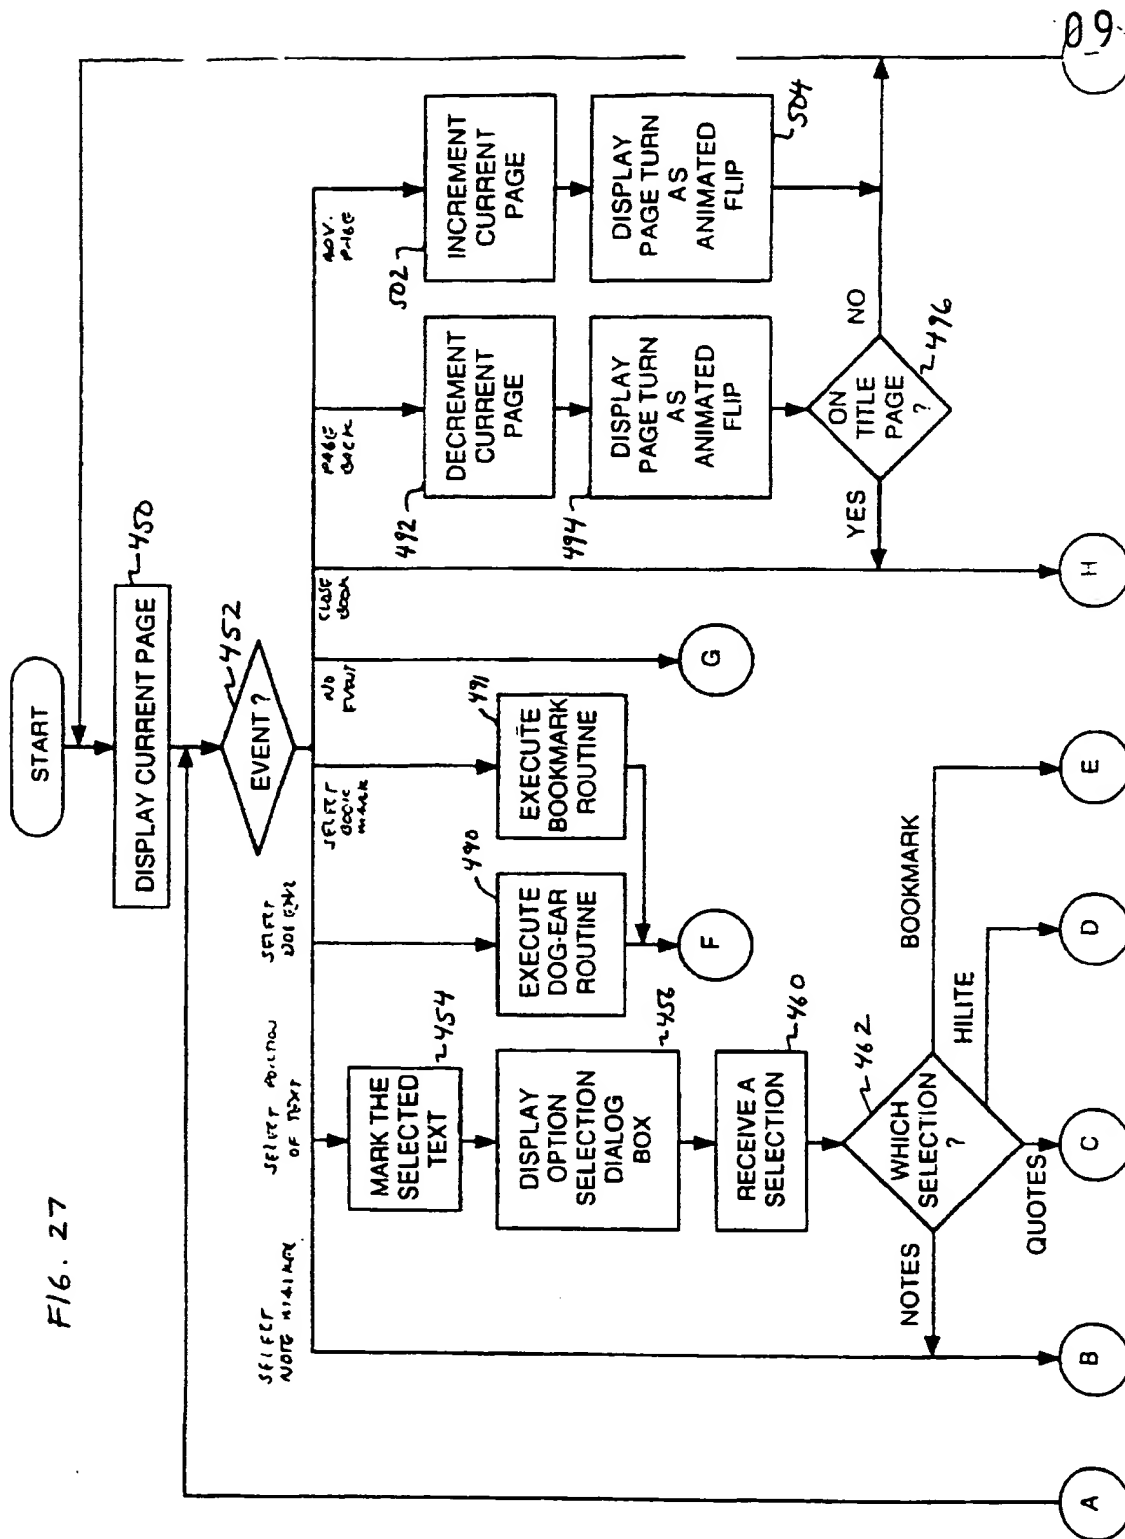 FIG. 27
START
DISPLAY CURRENT PAGE
450
EVENT ?
452
SELECT
NOTE
SELECT PORTION
OF TEXT
SELECT
DOG EAR
SELECT
BOOK
MARK
NO
EVENT
CLOSE
BOOK
PAGE
BACK
ADV.
PAGE
MARK THE
SELECTED
TEXT
454
DISPLAY
OPTION
SELECTION
DIALOG
BOX
456
RECEIVE A
SELECTION
460
WHICH
SELECTION
?
462
NOTES
QUOTES
HILITE
BOOKMARK
EXECUTE
DOG-EAR
ROUTINE
490
EXECUTE
BOOKMARK
ROUTINE
491
F
G
DECREMENT
CURRENT
PAGE
492
DISPLAY
PAGE TURN
AS
ANIMATED
FLIP
494
ON
TITLE
PAGE
?
496
YES
NO
INCREMENT
CURRENT
PAGE
502
DISPLAY
PAGE TURN
AS
ANIMATED
FLIP
504
A
B
C
D
E
H
09